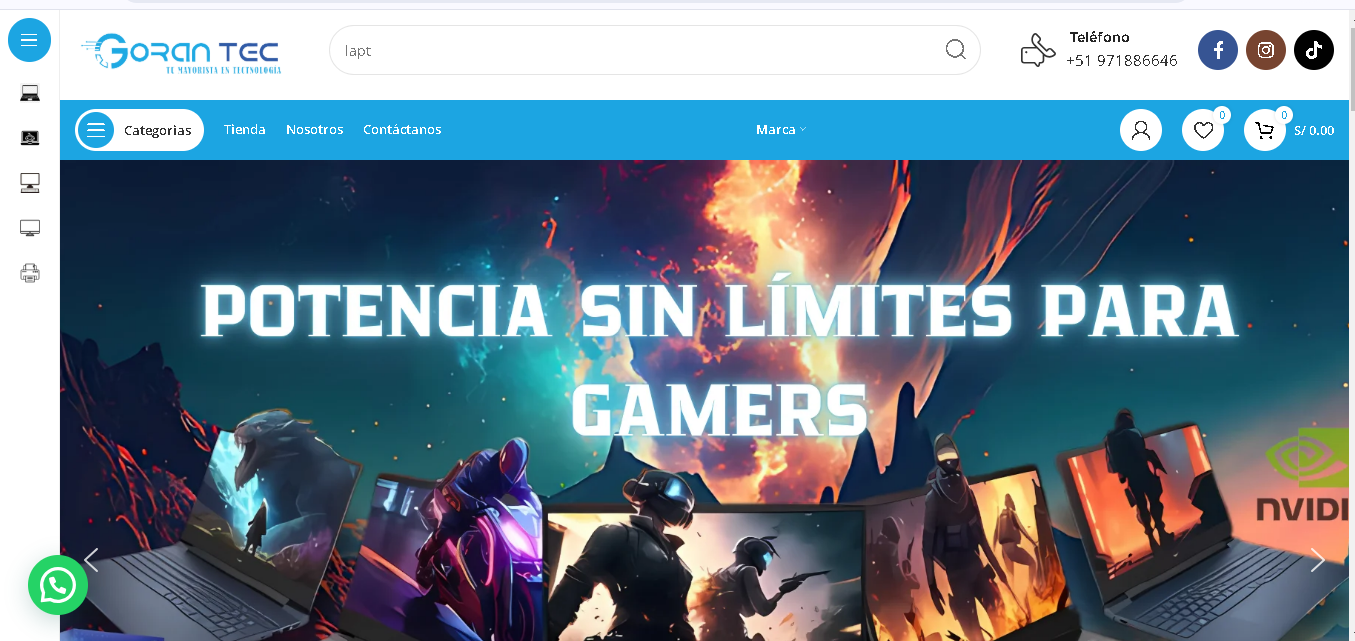 GORAN TEC
TU MAYORISTA EN TECTNOLOGIA
lapt
Teléfono
+51 971886646
Categorias
Tienda
Nosotros
Contáctanos
Marca
0
0
S/ 0.00
POTENCIA SIN LÍMITES PARA
GAMERS
NVIDI